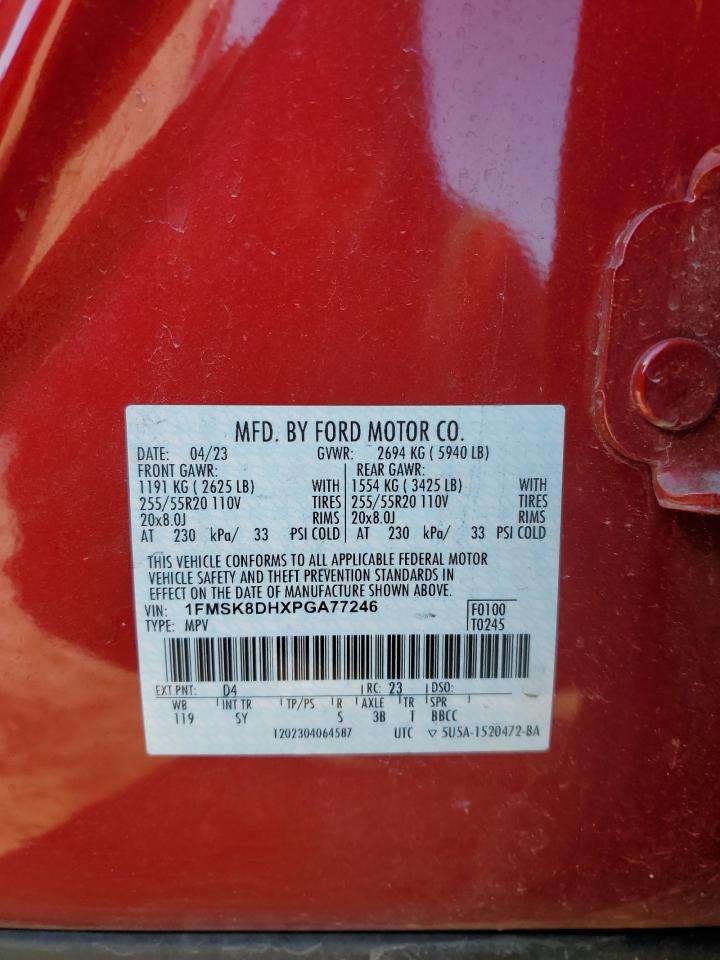 MFD. BY FORD MOTOR CO.
DATE: 04/23 GVWR: 2694 KG ( 5940 LB)
FRONT GAWR: REAR GAWR:
1191 KG ( 2625 LB) WITH 1554 KG ( 3425 LB) WITH
255/55R20 110V TIRES 255/55R20 110V TIRES
20x8.0J RIMS 20x8.0J RIMS
AT 230 kPa/ 33 PSI COLD AT 230 kPa/ 33 PSI COLD
THIS VEHICLE CONFORMS TO ALL APPLICABLE FEDERAL MOTOR
VEHICLE SAFETY AND THEFT PREVENTION STANDARDS IN
EFFECT ON THE DATE OF MANUFACTURE SHOWN ABOVE.
VIN: 1FMSK8DHXPGA77246 F0100
TYPE: MPV T0245
EXT PNT: D4 RC: 23 DSO:
WB INT TR TP/PS R AXLE TR SPR
119 SY S 3B T BBCC
1202304064587 UTC ▽ 5U5A-1520472-BA